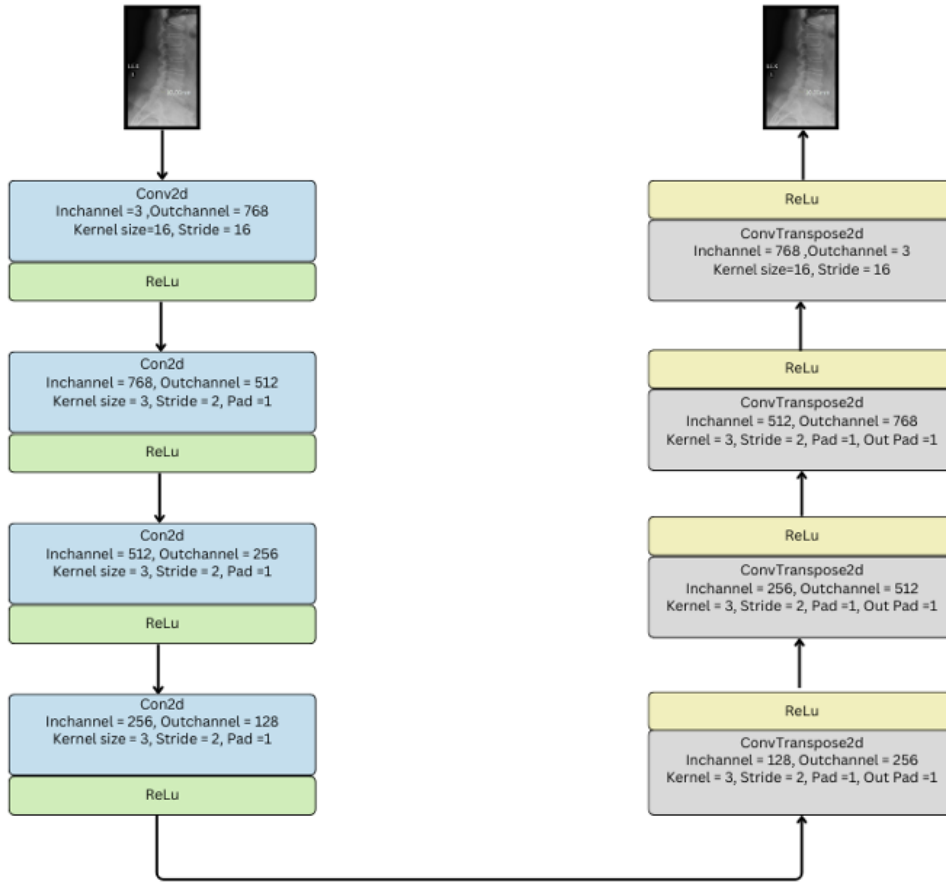 Conv2d
Inchannel =3 ,Outchannel = 768
Kernel size=16, Stride = 16
ReLu
Con2d
Inchannel = 768, Outchannel = 512
Kernel size = 3, Stride = 2, Pad =1
ReLu
Con2d
Inchannel = 512, Outchannel = 256
Kernel size = 3, Stride = 2, Pad =1
ReLu
Con2d
Inchannel = 256, Outchannel = 128
Kernel size = 3, Stride = 2, Pad =1
ReLu
ReLu
ConvTranspose2d
Inchannel = 768 ,Outchannel = 3
Kernel size=16, Stride = 16
ReLu
ConvTranspose2d
Inchannel = 512, Outchannel = 768
Kernel = 3, Stride = 2, Pad =1, Out Pad =1
ReLu
ConvTranspose2d
Inchannel = 256, Outchannel = 512
Kernel = 3, Stride = 2, Pad =1, Out Pad =1
ReLu
ConvTranspose2d
Inchannel = 128, Outchannel = 256
Kernel = 3, Stride = 2, Pad =1, Out Pad =1